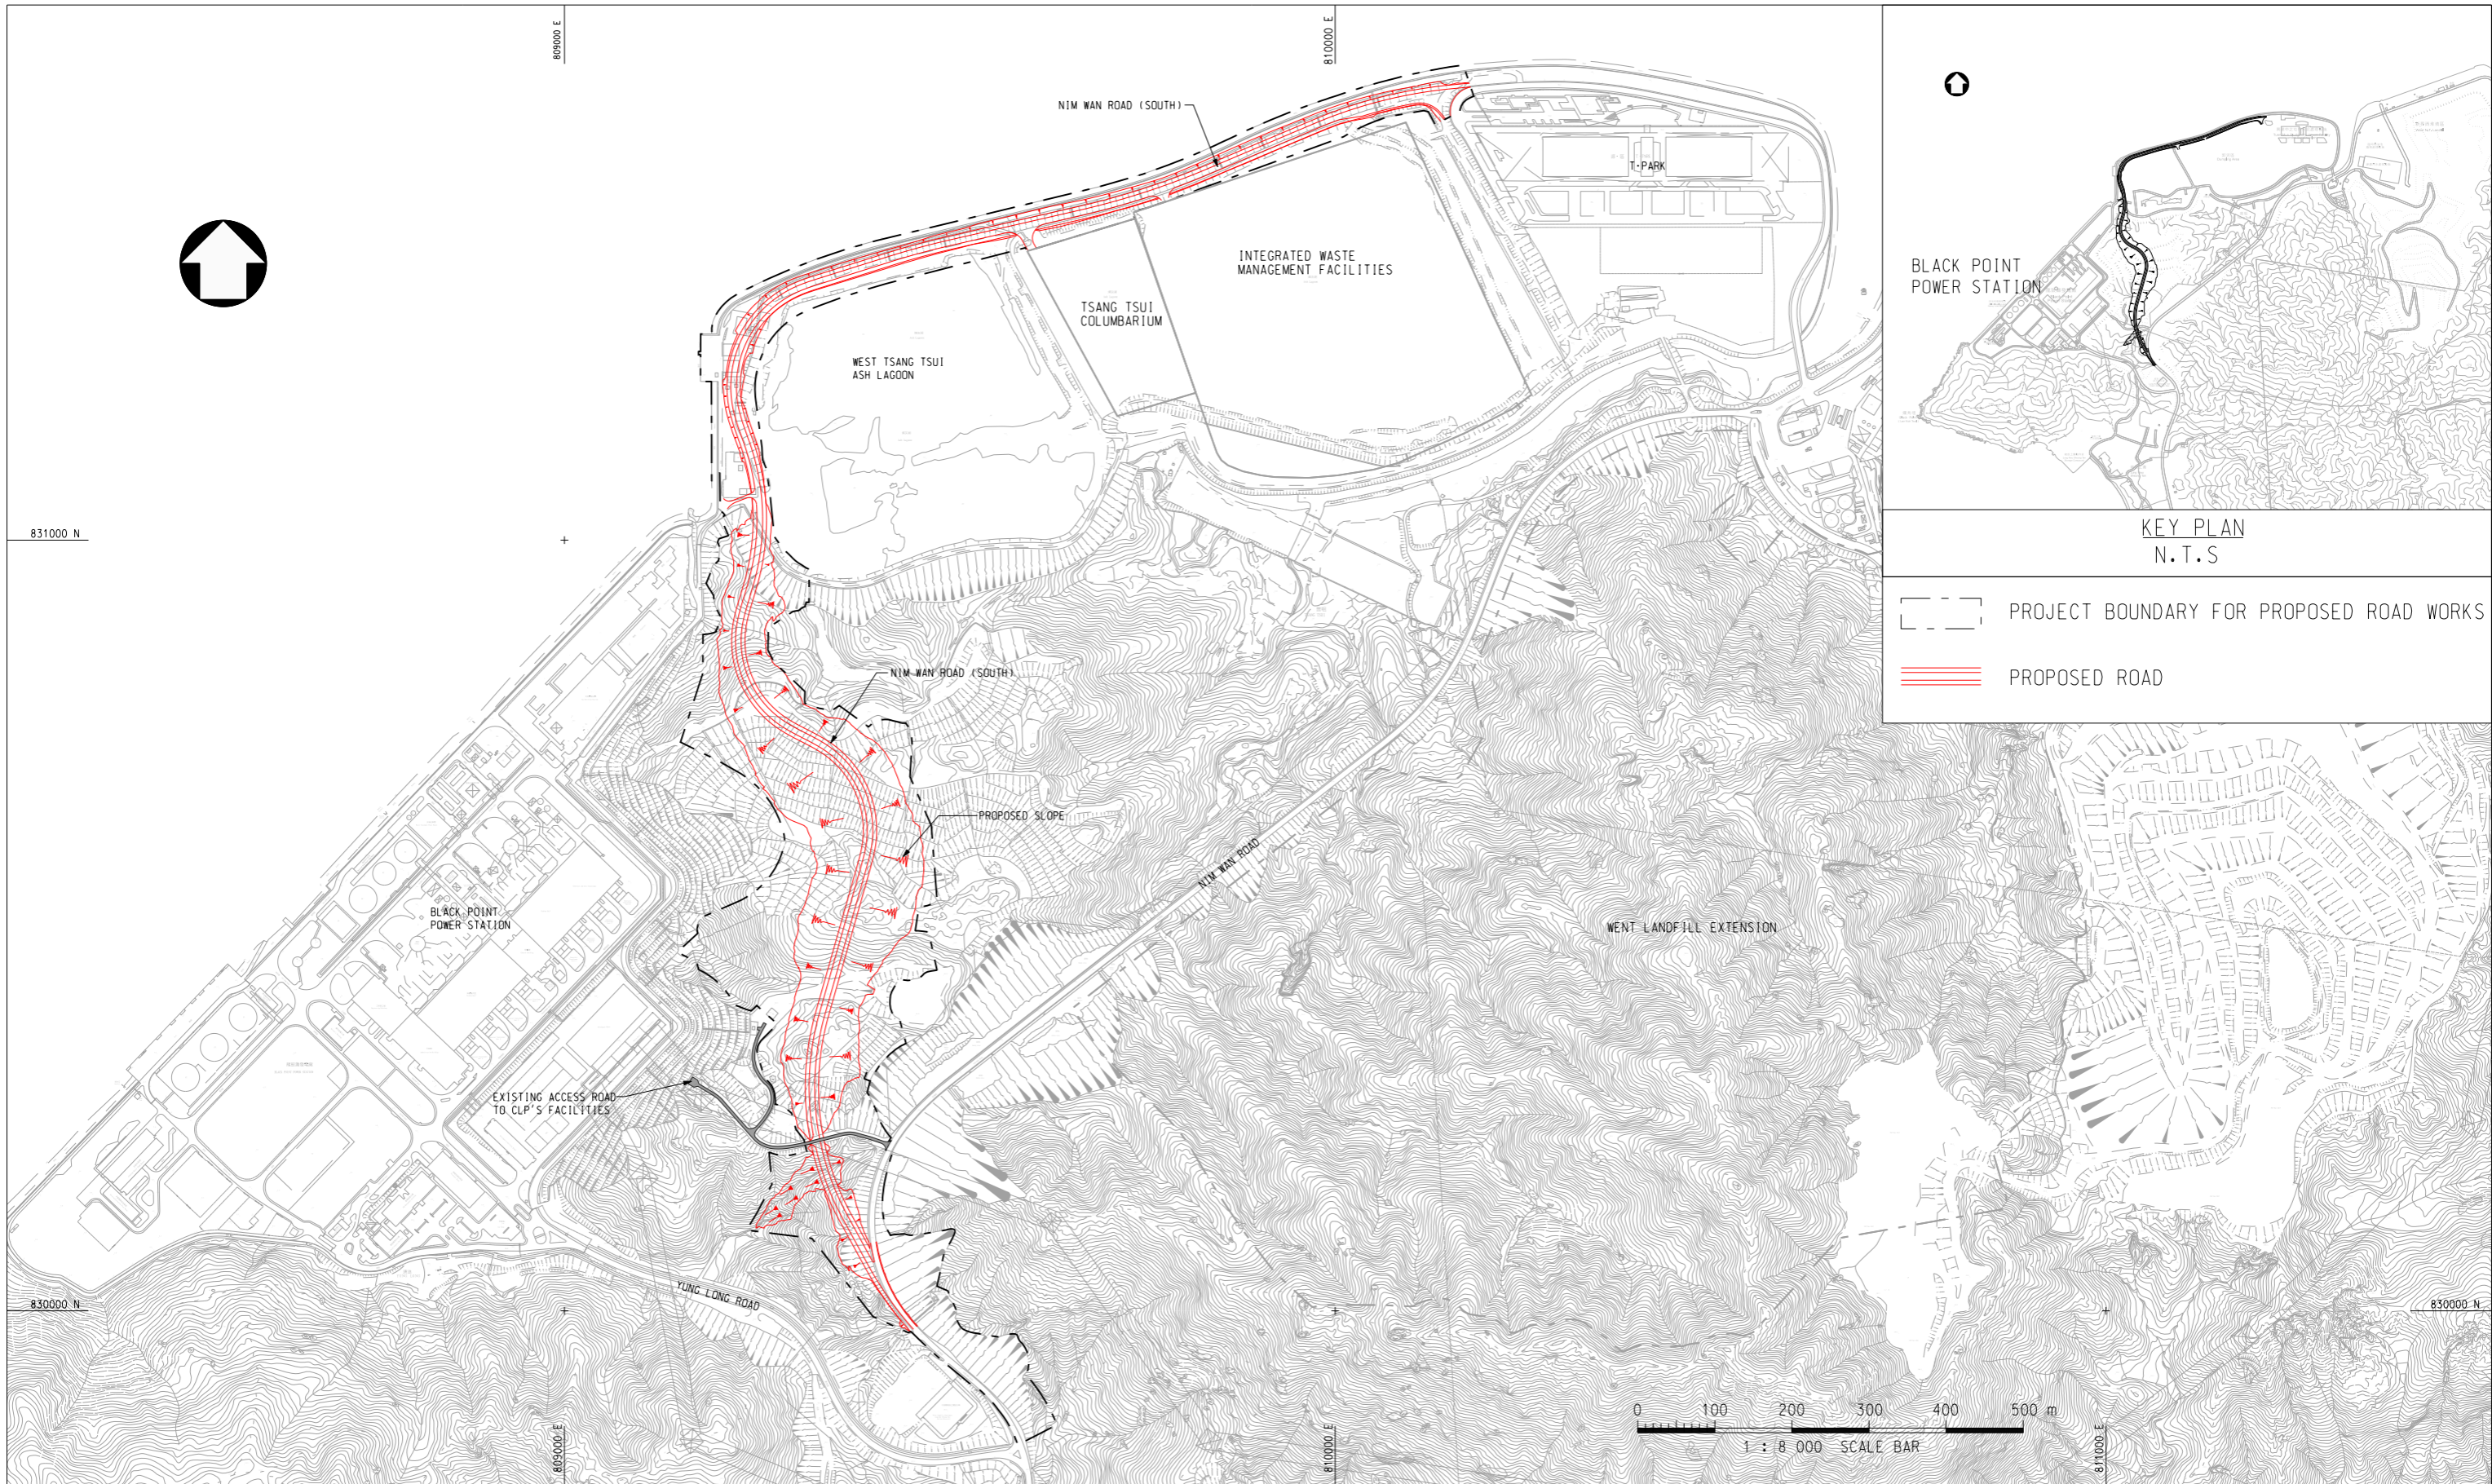 809000 E
810000 E
NIM WAN ROAD (SOUTH)
T·PARK
INTEGRATED WASTE
MANAGEMENT FACILITIES
TSANG TSUI
COLUMBARIUM
WEST TSANG TSUI
ASH LAGOON
BLACK POINT
POWER STATION
KEY PLAN
N.T.S
PROJECT BOUNDARY FOR PROPOSED ROAD WORKS
PROPOSED ROAD
831000 N
NIM WAN ROAD (SOUTH)
PROPOSED SLOPE
NIM WAN ROAD
BLACK POINT
POWER STATION
WENT LANDFILL EXTENSION
EXISTING ACCESS ROAD
TO CLP'S FACILITIES
YUNG LONG ROAD
830000 N
830000 N
0 100 200 300 400 500 m
1 : 8 000 SCALE BAR
809000 E
810000 E
811000 E